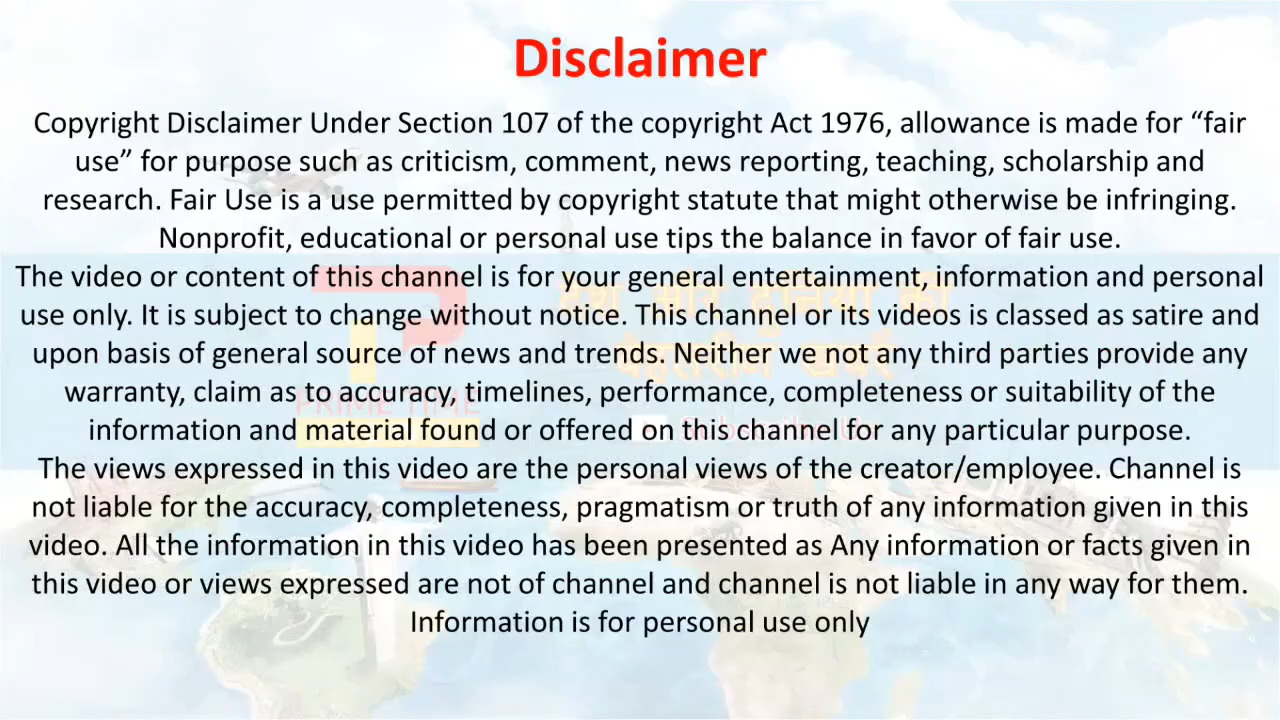 Disclaimer
Copyright Disclaimer Under Section 107 of the copyright Act 1976, allowance is made for “fair
use” for purpose such as criticism, comment, news reporting, teaching, scholarship and
research. Fair Use is a use permitted by copyright statute that might otherwise be infringing.
Nonprofit, educational or personal use tips the balance in favor of fair use.
The video or content of this channel is for your general entertainment, information and personal
use only. It is subject to change without notice. This channel or its videos is classed as satire and
upon basis of general source of news and trends. Neither we not any third parties provide any
warranty, claim as to accuracy, timelines, performance, completeness or suitability of the
information and material found or offered on this channel for any particular purpose.
The views expressed in this video are the personal views of the creator/employee. Channel is
not liable for the accuracy, completeness, pragmatism or truth of any information given in this
video. All the information in this video has been presented as Any information or facts given in
this video or views expressed are not of channel and channel is not liable in any way for them.
Information is for personal use only
देश और दुनिया की
बेहतरीन खबरें
PRIME TIME